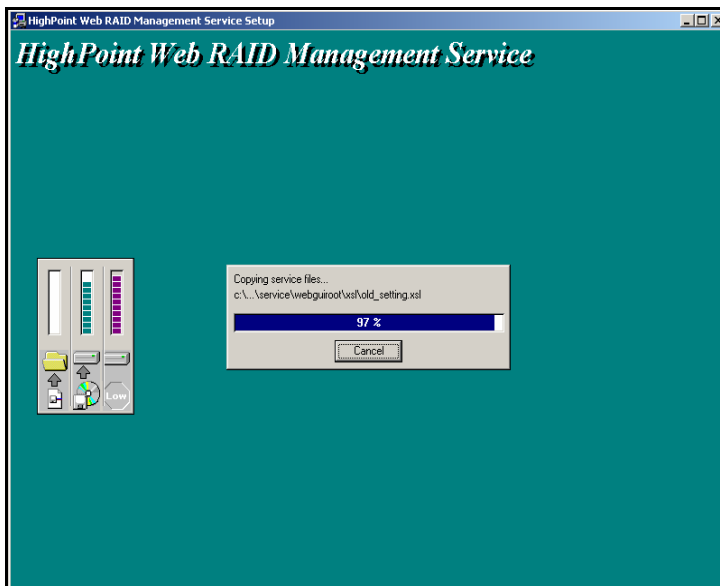 HighPoint Web RAID Management Service Setup
HighPoint Web RAID Management Service
Copying service files...
c:\...\service\webguiroot\xsl\old_setting.xsl
97 %
Cancel
Low